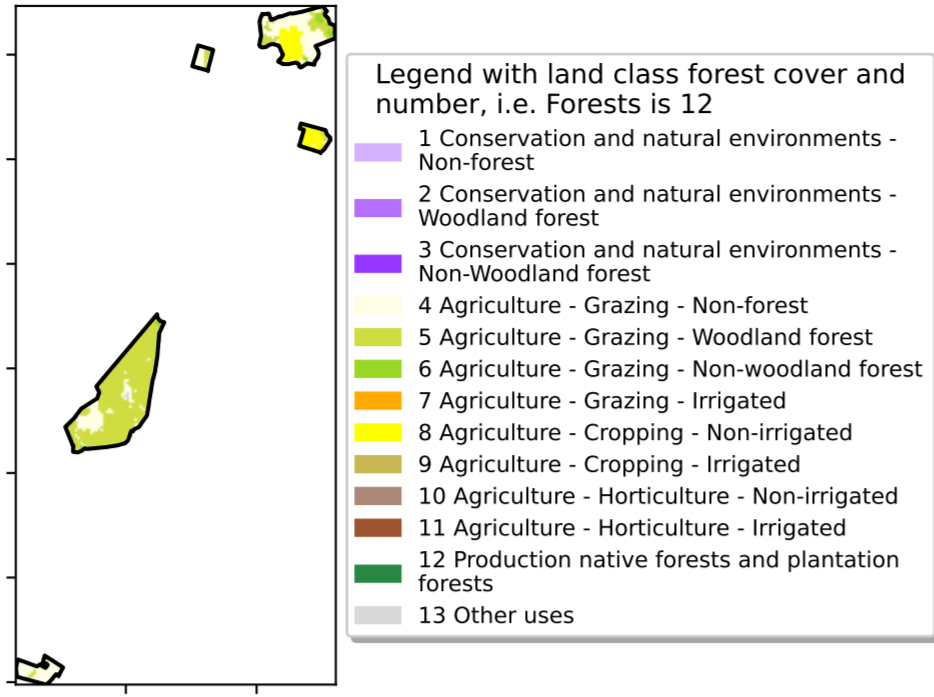 Legend with land class forest cover and
number, i.e. Forests is 12
1 Conservation and natural environments -
Non-forest
2 Conservation and natural environments -
Woodland forest
3 Conservation and natural environments -
Non-Woodland forest
4 Agriculture - Grazing - Non-forest
5 Agriculture - Grazing - Woodland forest
6 Agriculture - Grazing - Non-woodland forest
7 Agriculture - Grazing - Irrigated
8 Agriculture - Cropping - Non-irrigated
9 Agriculture - Cropping - Irrigated
10 Agriculture - Horticulture - Non-irrigated
11 Agriculture - Horticulture - Irrigated
12 Production native forests and plantation
forests
13 Other uses